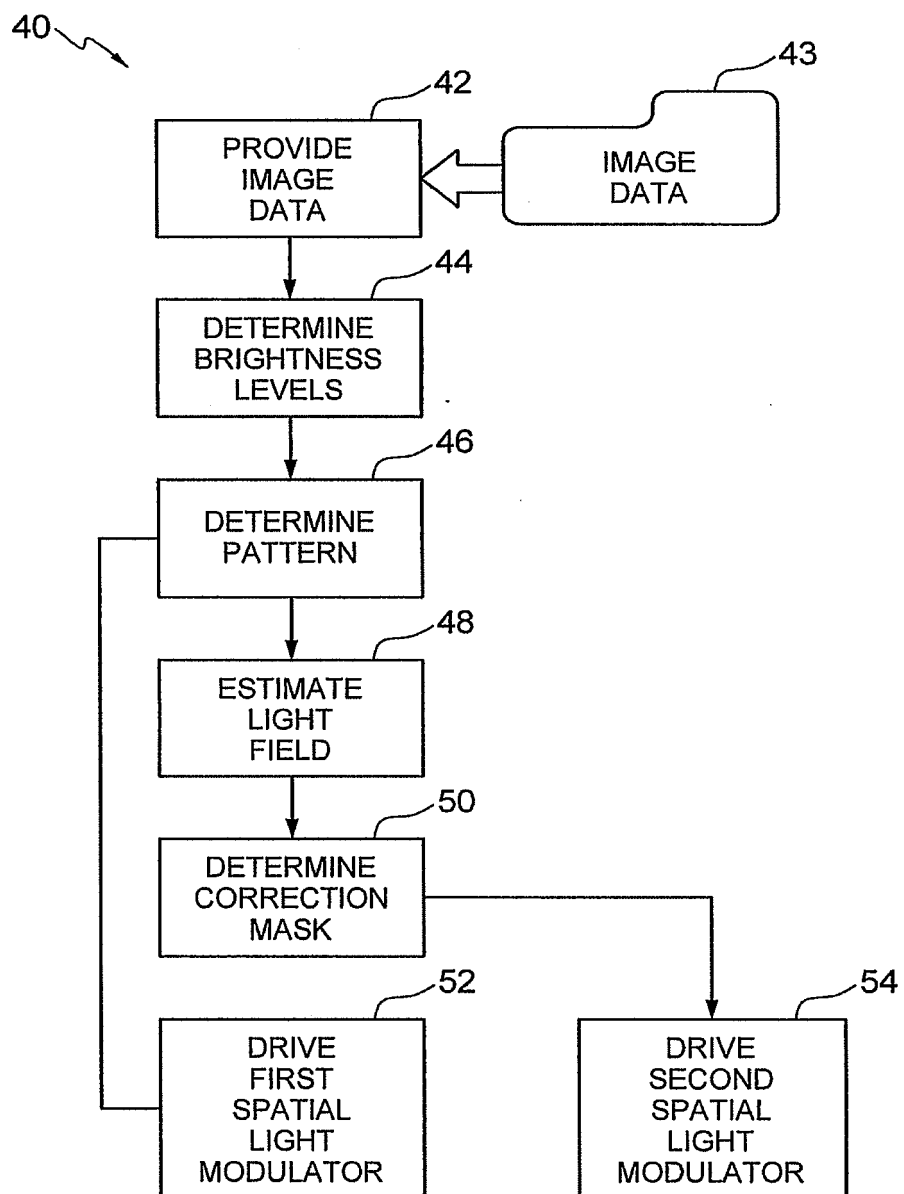 40
42
43
PROVIDE
IMAGE
DATA
IMAGE
DATA
44
DETERMINE
BRIGHTNESS
LEVELS
46
DETERMINE
PATTERN
48
ESTIMATE
LIGHT
FIELD
50
DETERMINE
CORRECTION
MASK
52
DRIVE
FIRST
SPATIAL
LIGHT
MODULATOR
54
DRIVE
SECOND
SPATIAL
LIGHT
MODULATOR